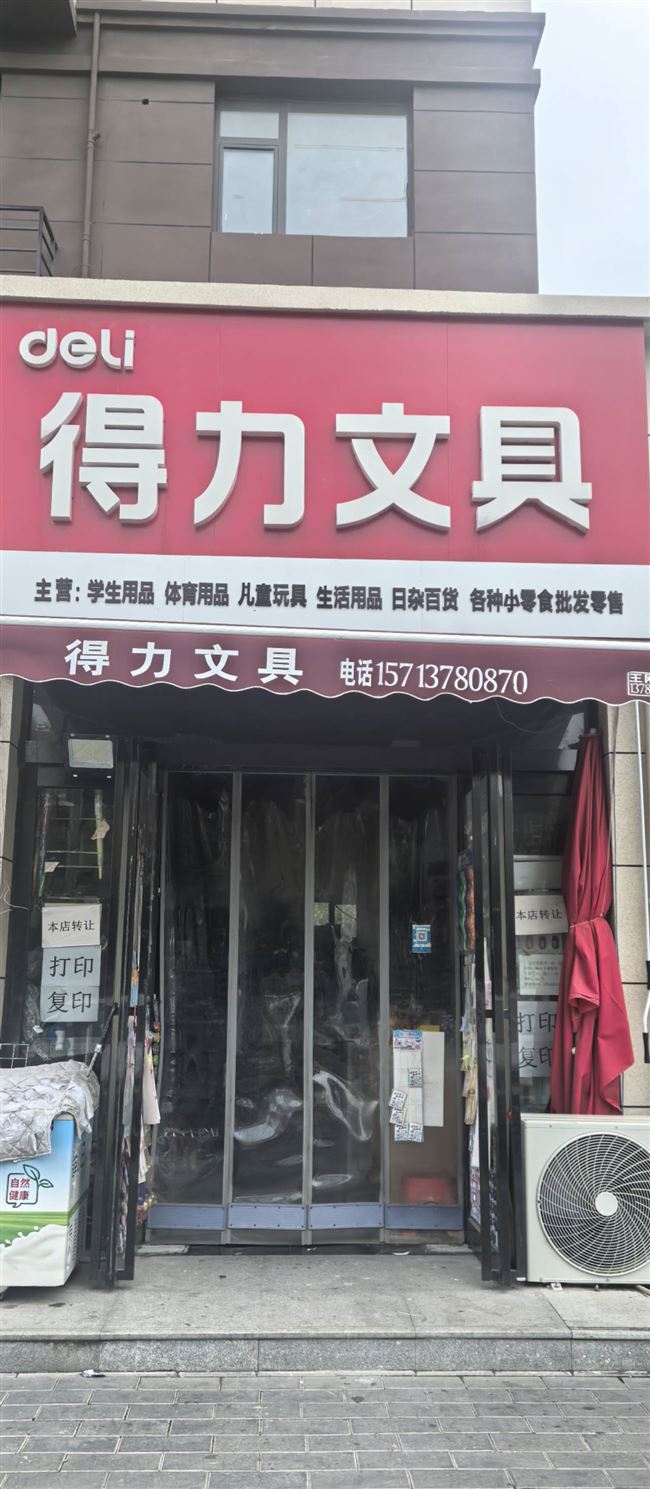 deli
得力文具
主营：学生用品 体育用品 儿童玩具 生活用品 日杂百货 各种小零食批发零售
得力文具 电话15713780870
本店转让
打印
复印
本店转让
打印
复印
自然
健康